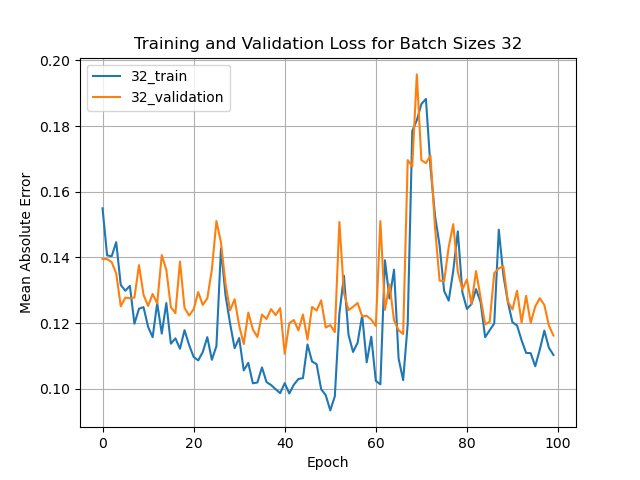 Training and Validation Loss for Batch Sizes 32
32_train
32_validation
Mean Absolute Error
0.20
0.18
0.16
0.14
0.12
0.10
0
20
40
60
80
100
Epoch